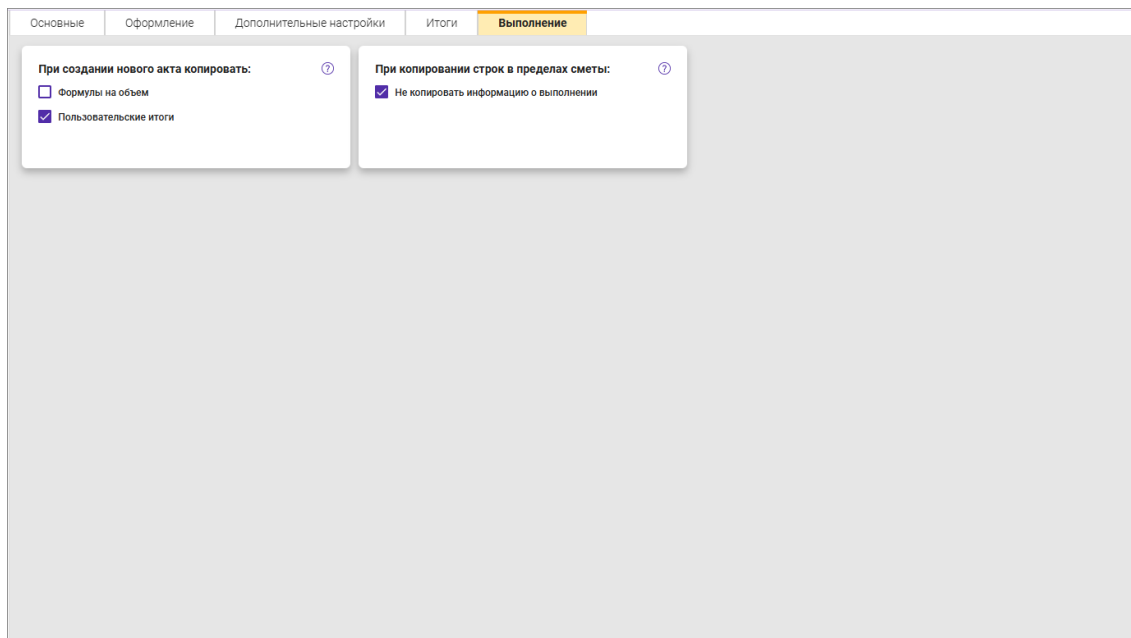 Основные Оформление Дополнительные настройки Итоги Выполнение
При создании нового акта копировать: ?
Формулы на объем
Пользовательские итоги
При копировании строк в пределах сметы: ?
Не копировать информацию о выполнении